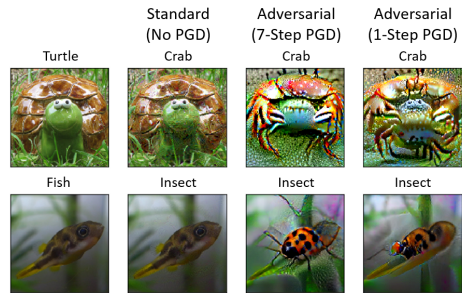 Standard
(No PGD)
Adversarial
(7-Step PGD)
Adversarial
(1-Step PGD)
Turtle
Crab
Crab
Crab
Fish
Insect
Insect
Insect